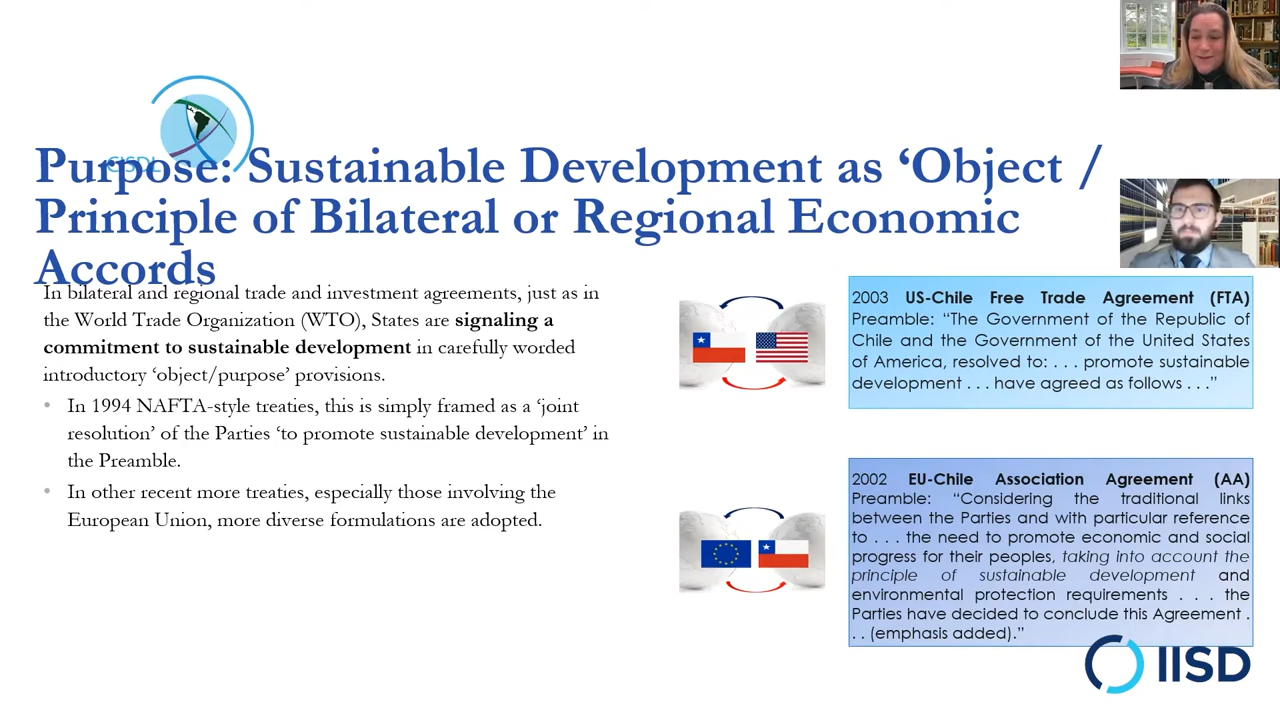 CISDL
Purpose: Sustainable Development as ‘Object /
Principle of Bilateral or Regional Economic
Accords
In bilateral and regional trade and investment agreements, just as in
the World Trade Organization (WTO), States are signaling a
commitment to sustainable development in carefully worded
introductory ‘object/purpose’ provisions.
• In 1994 NAFTA-style treaties, this is simply framed as a ‘joint
resolution’ of the Parties ‘to promote sustainable development’ in
the Preamble.
• In other recent more treaties, especially those involving the
European Union, more diverse formulations are adopted.
2003 US-Chile Free Trade Agreement (FTA)
Preamble: “The Government of the Republic of
Chile and the Government of the United States
of America, resolved to: . . . promote sustainable
development . . . have agreed as follows . . .”
2002 EU-Chile Association Agreement (AA)
Preamble: “Considering the traditional links
between the Parties and with particular reference
to . . . the need to promote economic and social
progress for their peoples, taking into account the
principle of sustainable development and
environmental protection requirements . . . the
Parties have decided to conclude this Agreement .
. . (emphasis added).”
IISD